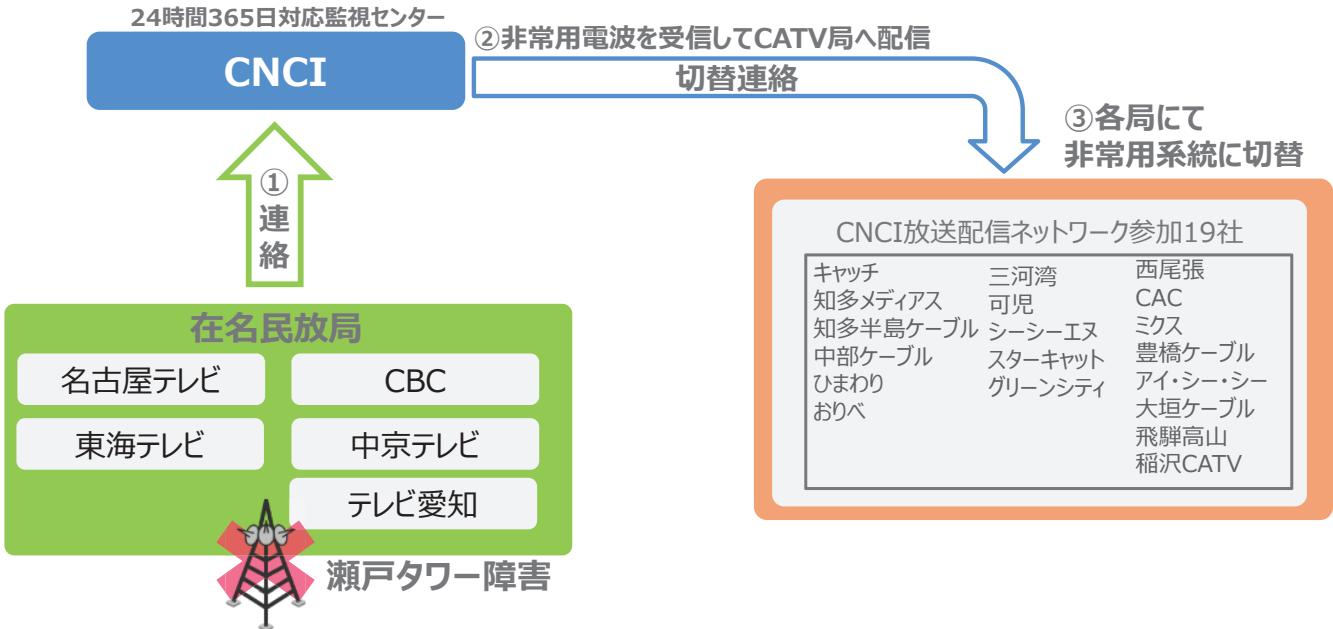 24時間365日対応監視センター
CNCI
②非常用電波を受信してCATV局へ配信
切替連絡
③各局にて
非常用系統に切替
①
連
絡
在名民放局
名古屋テレビ
CBC
東海テレビ
中京テレビ
テレビ愛知
瀬戸タワー障害
CNCI放送配信ネットワーク参加19社
キャッチ
知多メディアス
知多半島ケーブル
中部ケーブル
ひまわり
おりべ
三河湾
可児
シーシーエヌ
スターキャット
グリーンシティ
西尾張
CAC
ミクス
豊橋ケーブル
アイ・シー・シー
大垣ケーブル
飛騨高山
稲沢CATV